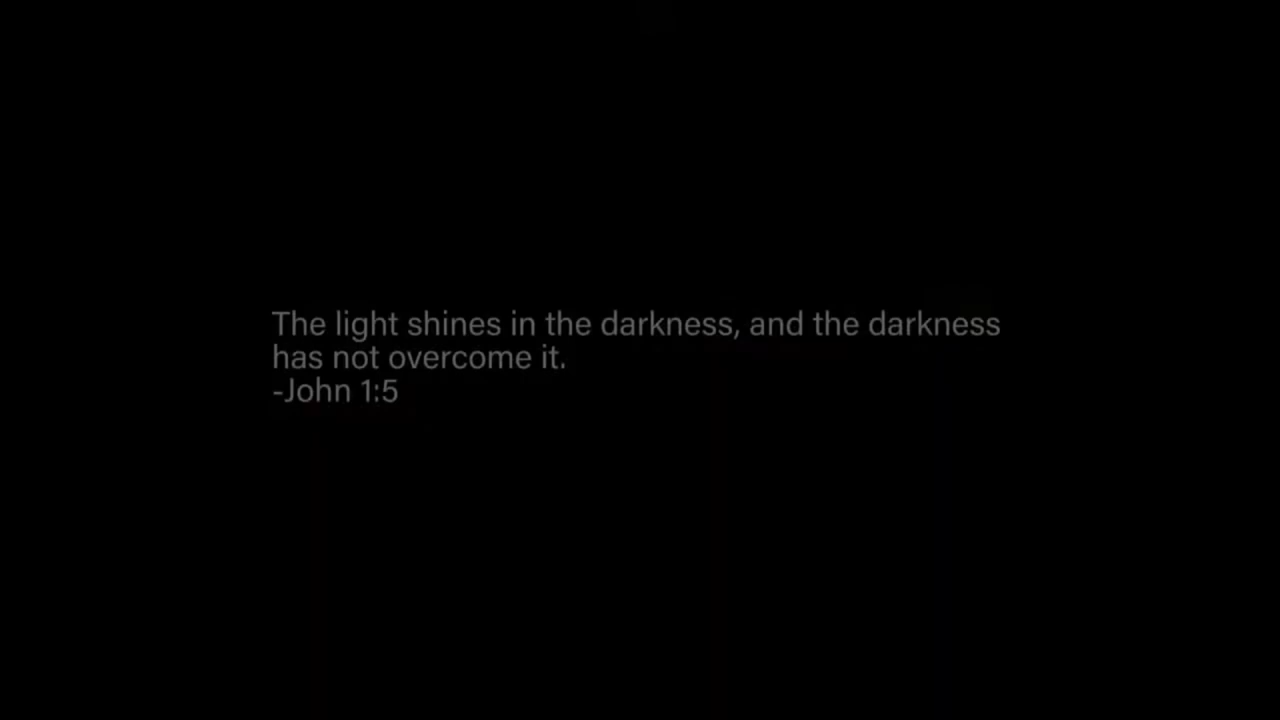 The light shines in the darkness, and the darkness
has not overcome it.
-John 1:5